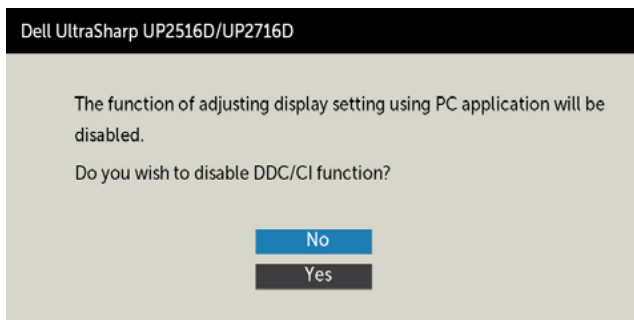 Dell UltraSharp UP2516D/UP2716D
The function of adjusting display setting using PC application will be
disabled.
Do you wish to disable DDC/CI function?
No
Yes